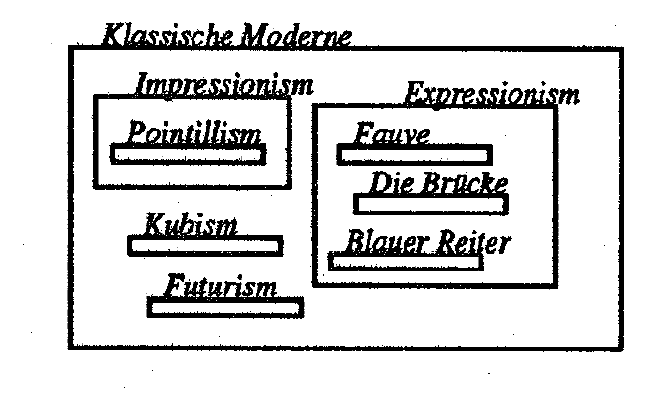 Klassische Moderne
Impressionism
Expressionism
Pointillism
Fauve
Die Brücke
Kubism
Blauer Reiter
Futurism